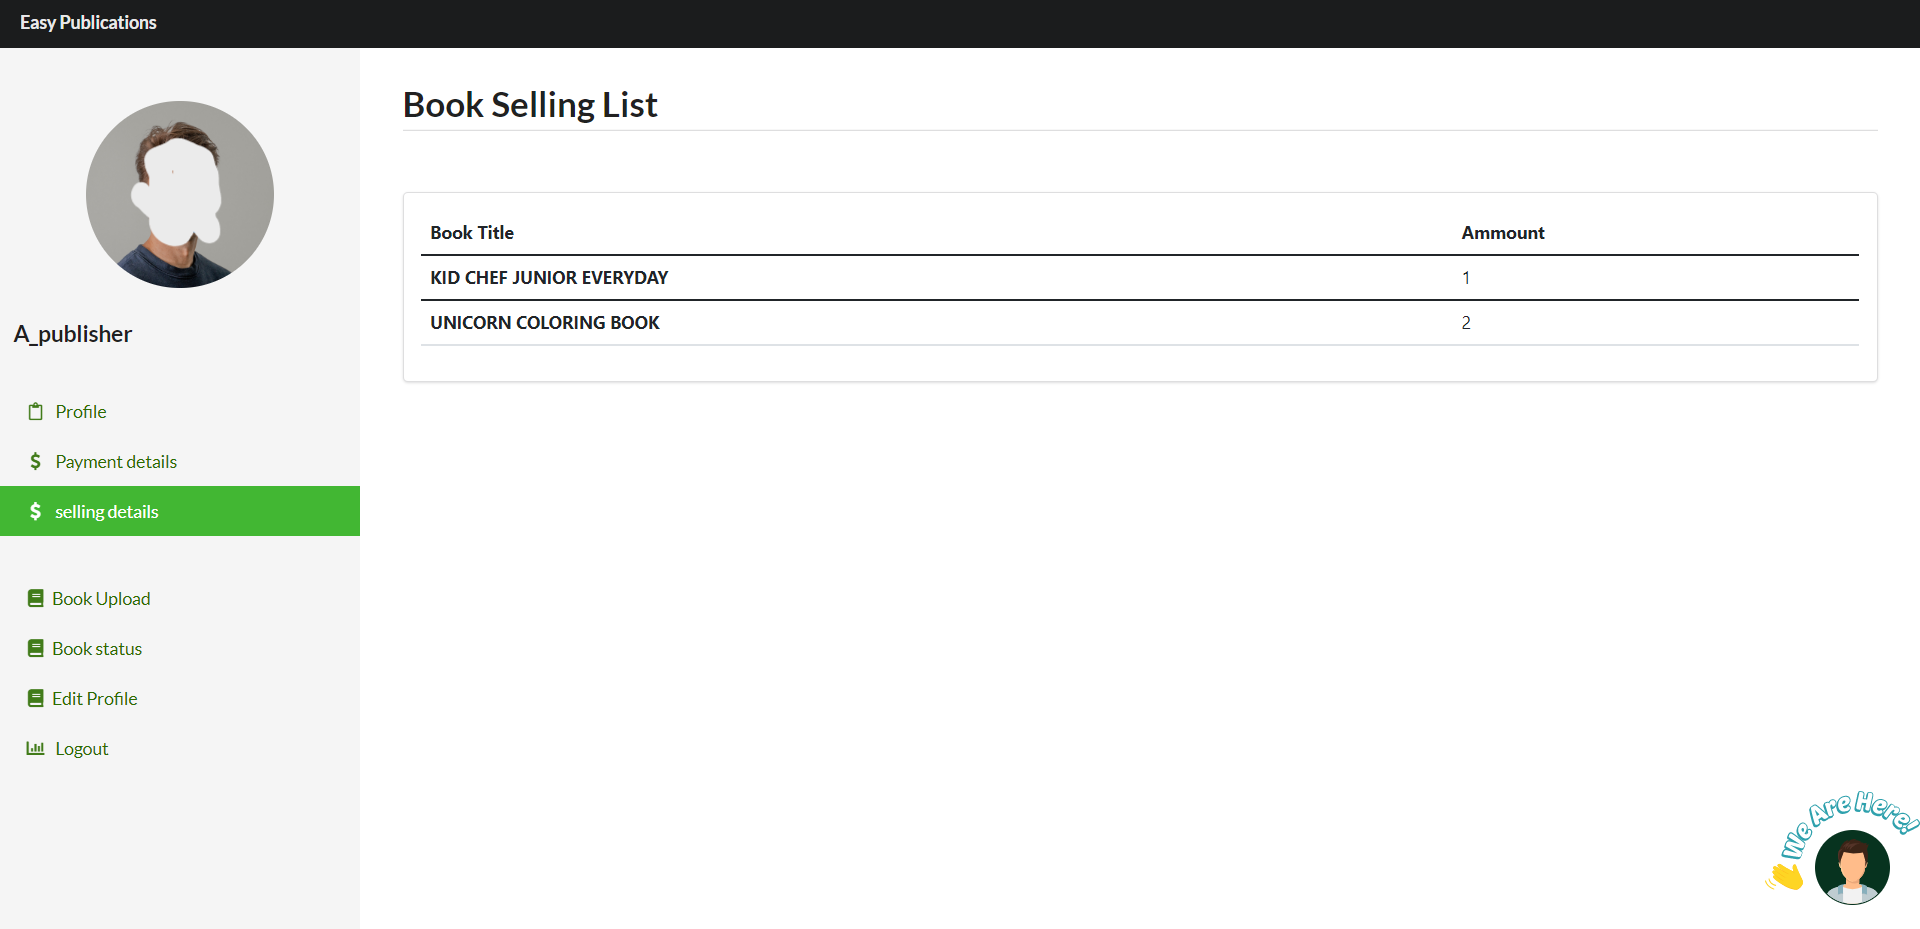 Easy Publications
A_publisher
Profile
Payment details
selling details
Book Upload
Book status
Edit Profile
Logout
Book Selling List
Book Title Ammount
KID CHEF JUNIOR EVERYDAY 1
UNICORN COLORING BOOK 2
We Are Here!